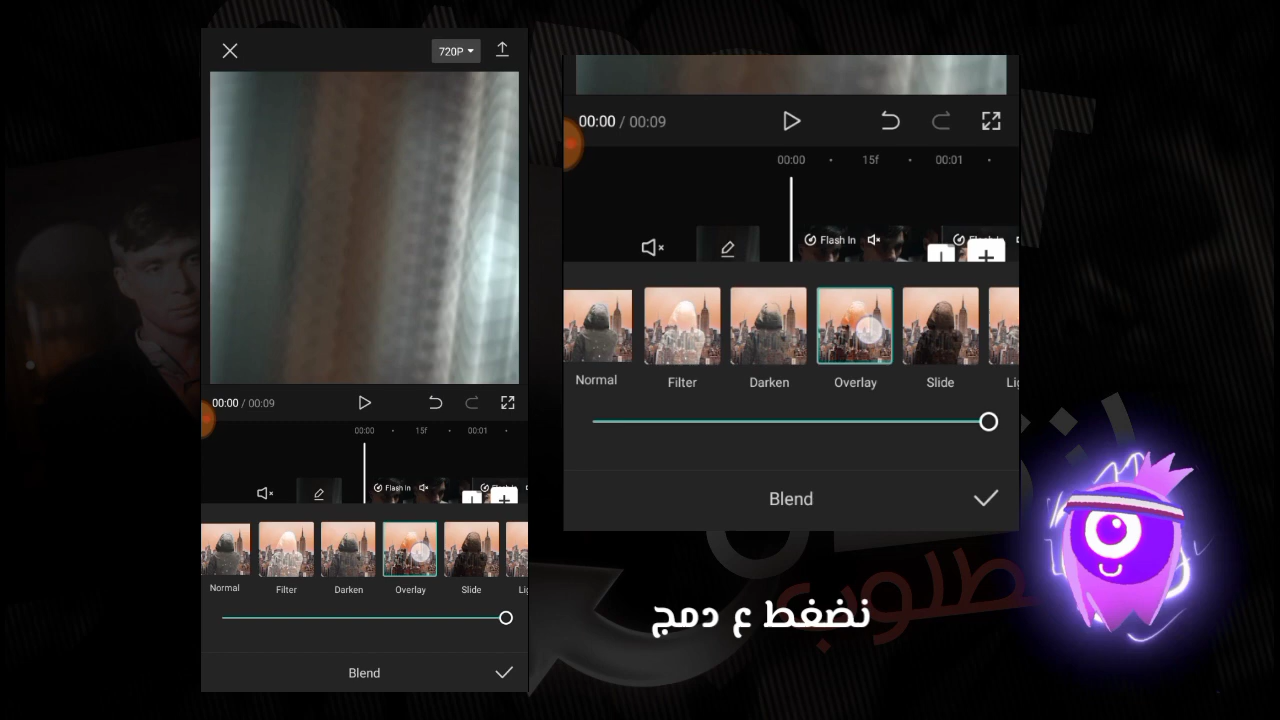 720P
00:00 / 00:09
00:00 15f 00:01
Flash In
Normal Filter Darken Overlay Slide
Blend
00:00 / 00:09
00:00 15f 00:01
Flash In
Normal Filter Darken Overlay Slide
Blend
نضغط ع دمج